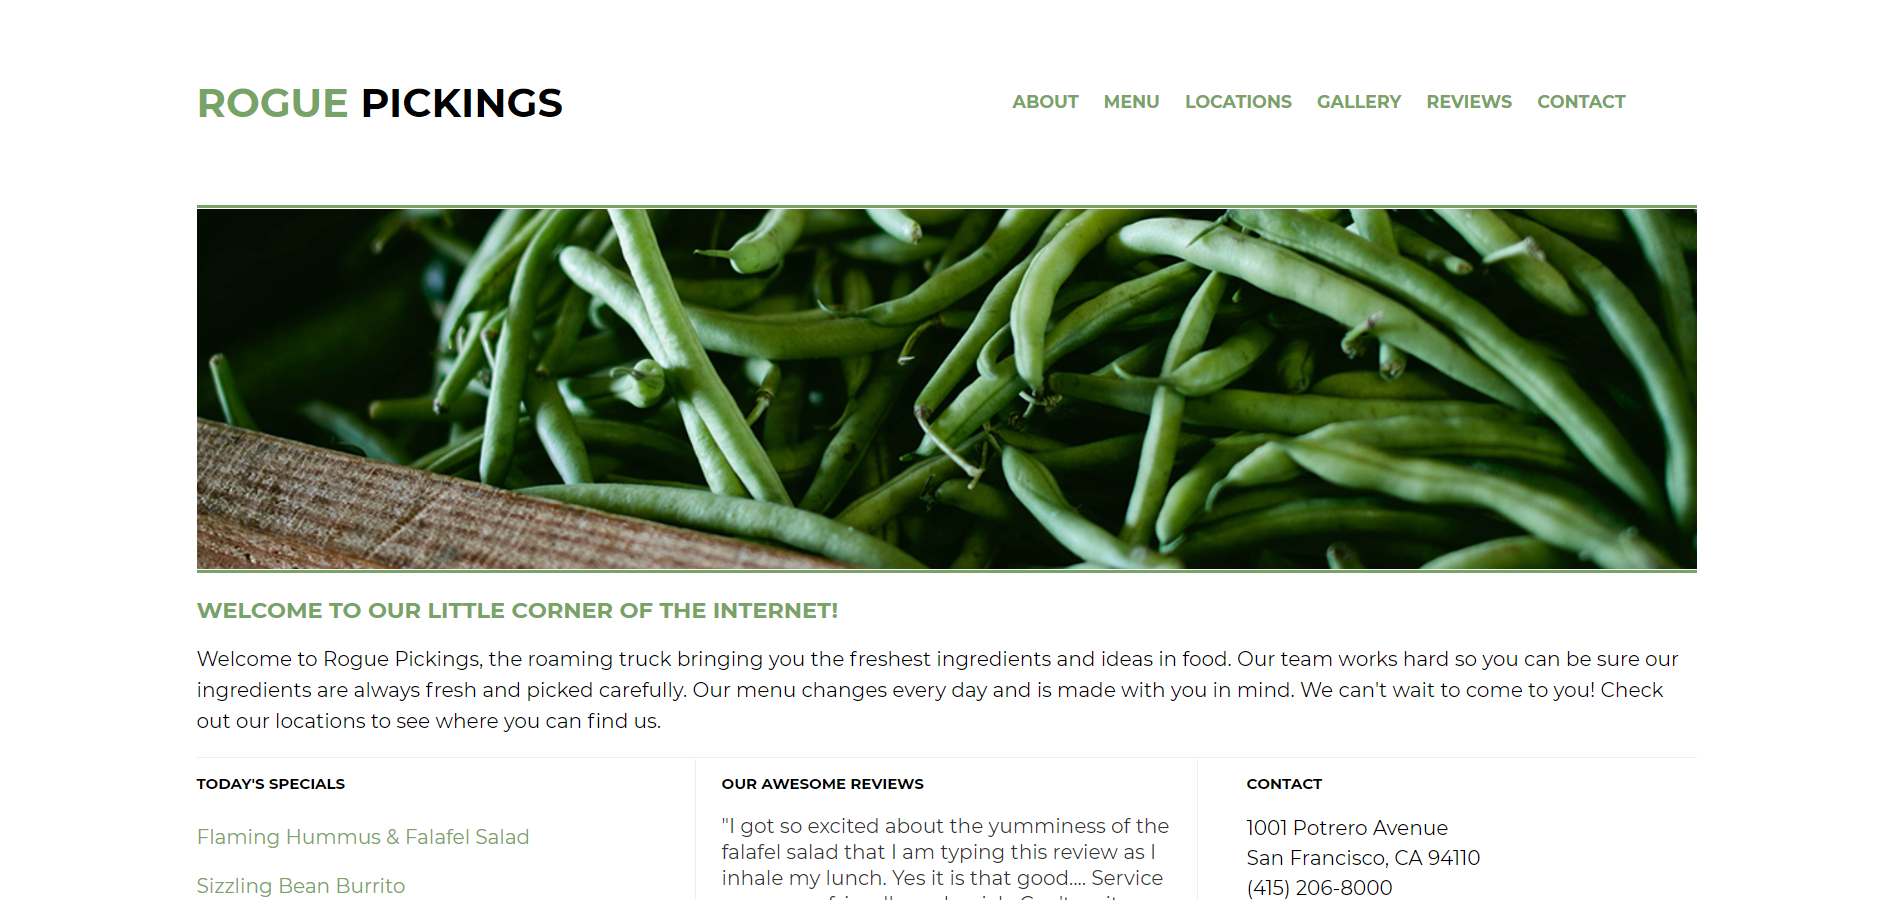 ROGUE PICKINGS
ABOUT MENU LOCATIONS GALLERY REVIEWS CONTACT
WELCOME TO OUR LITTLE CORNER OF THE INTERNET!
Welcome to Rogue Pickings, the roaming truck bringing you the freshest ingredients and ideas in food. Our team works hard so you can be sure our
ingredients are always fresh and picked carefully. Our menu changes every day and is made with you in mind. We can't wait to come to you! Check
out our locations to see where you can find us.
TODAY'S SPECIALS
Flaming Hummus & Falafel Salad
Sizzling Bean Burrito
OUR AWESOME REVIEWS
"I got so excited about the yumminess of the
falafel salad that I am typing this review as I
inhale my lunch. Yes it is that good.... Service
CONTACT
1001 Potrero Avenue
San Francisco, CA 94110
(415) 206-8000